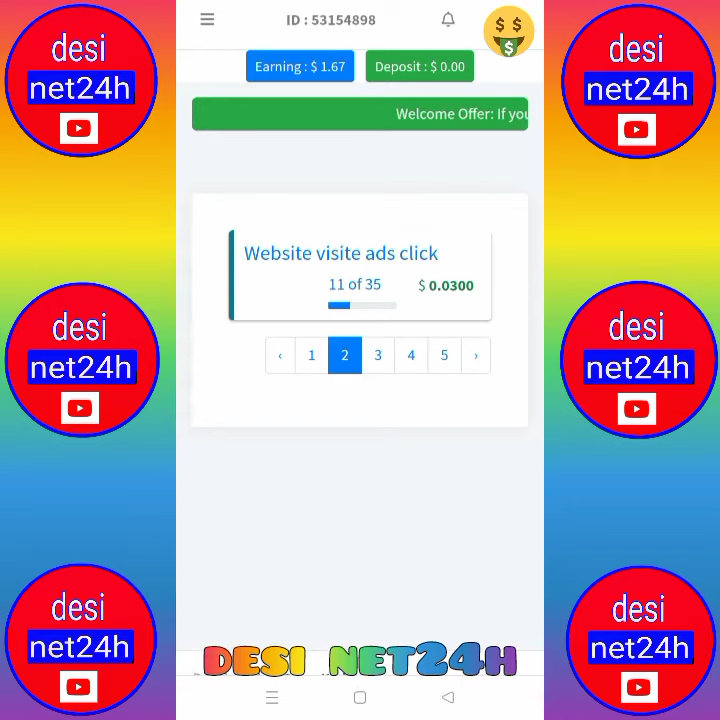 desi
net24h
desi
net24h
desi
net24h
ID : 53154898
Earning : $ 1.67
Deposit : $ 0.00
Welcome Offer: If you
Website visite ads click
11 of 35
$ 0.0300
‹ 1 2 3 4 5 ›
DESI NET24H
desi
net24h
desi
net24h
desi
net24h